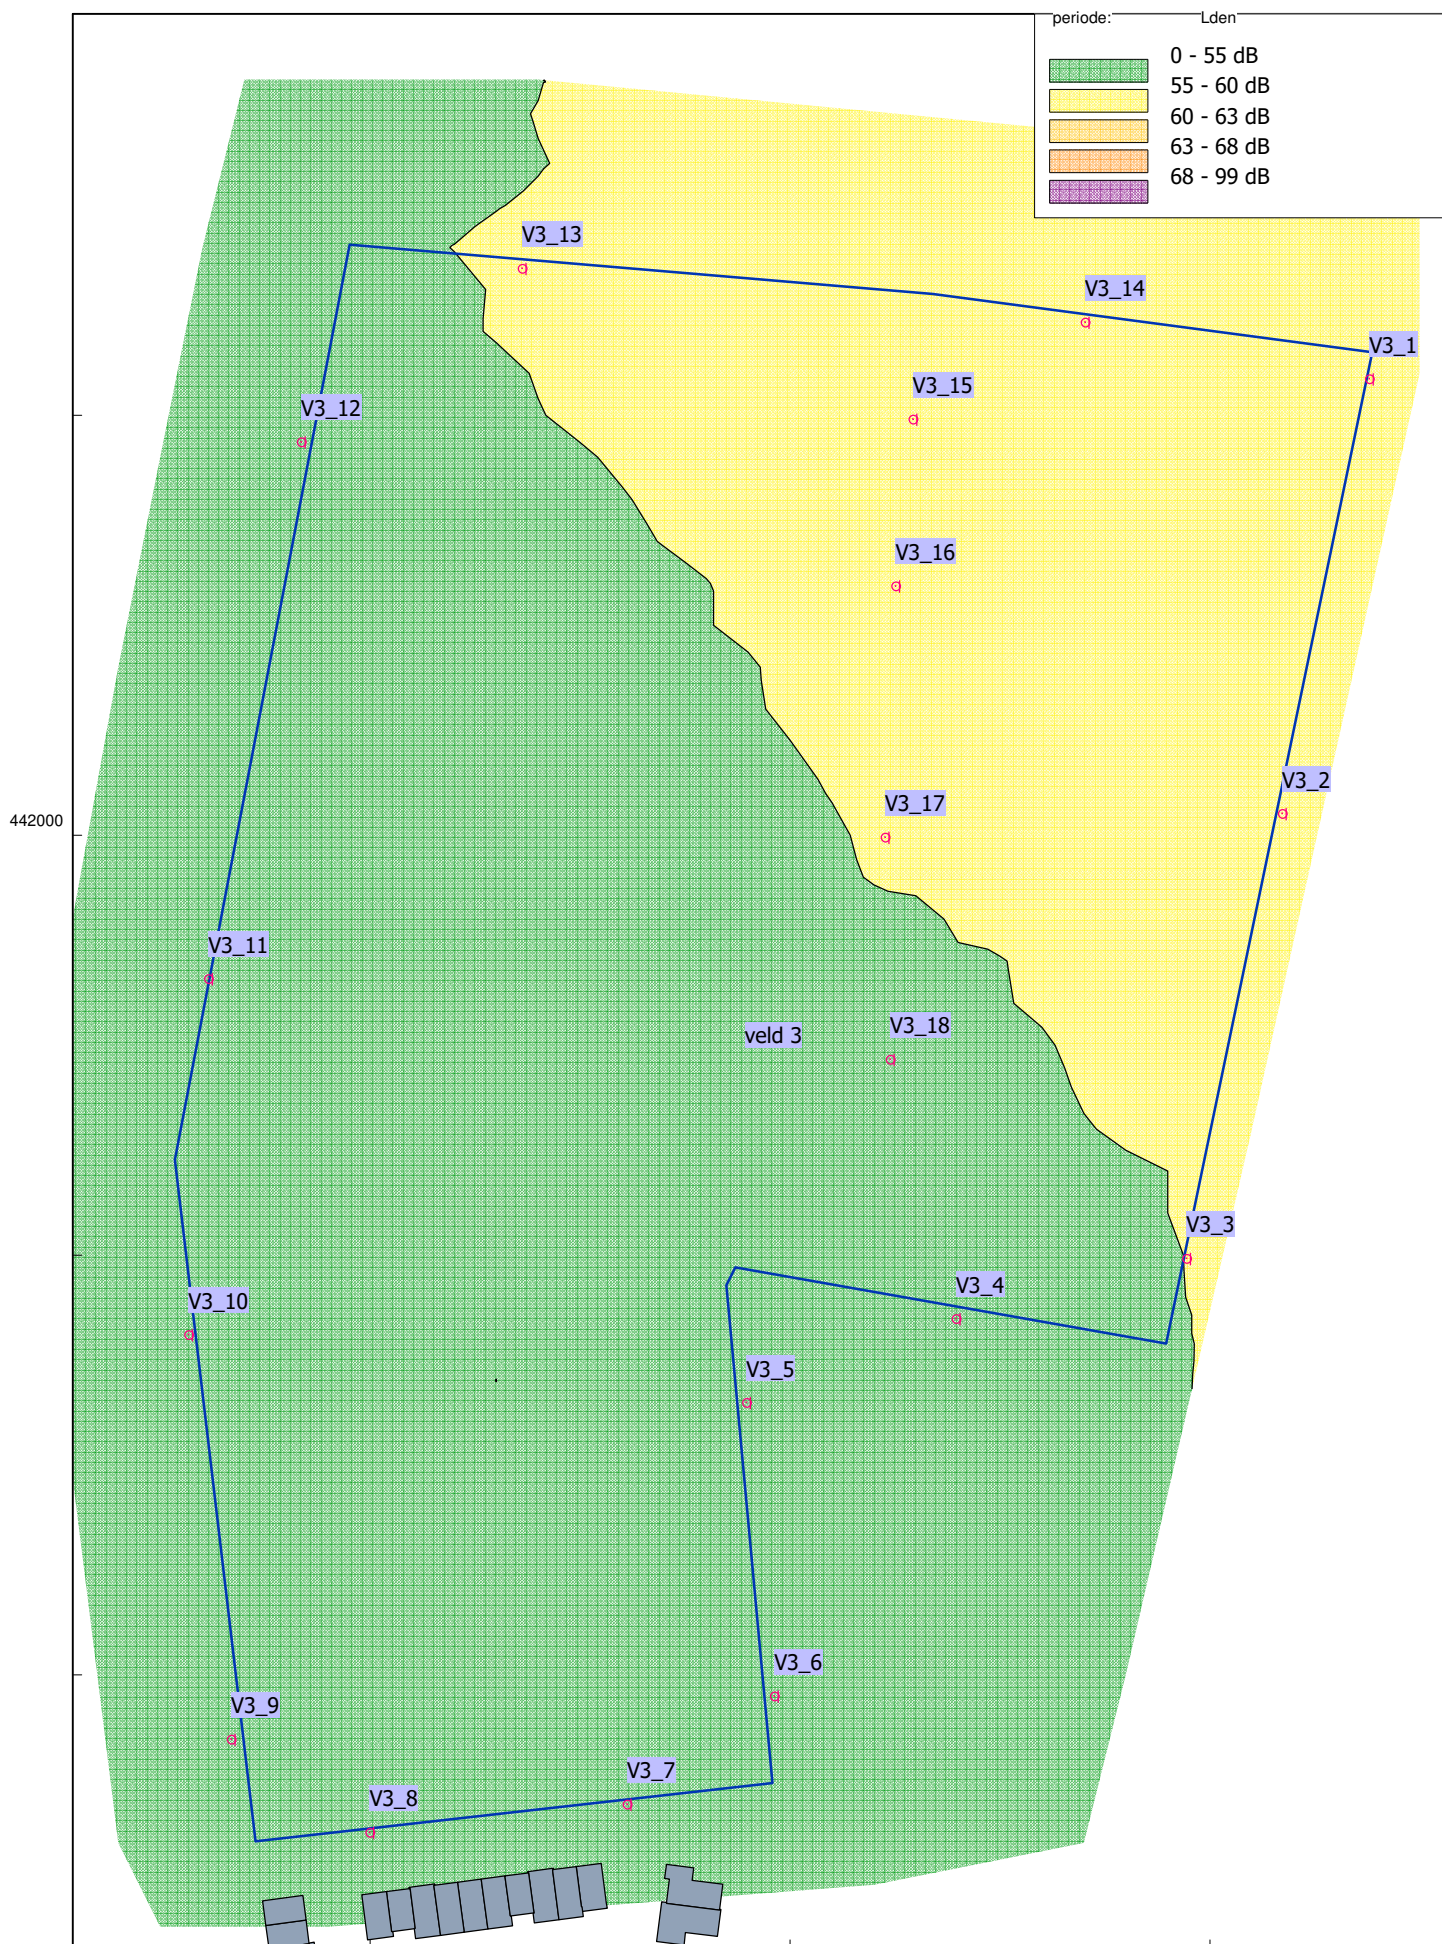 periode: Lden
0 - 55 dB
55 - 60 dB
60 - 63 dB
63 - 68 dB
68 - 99 dB
V3_13
V3_14
V3_1
V3_15
V3_12
V3_16
V3_2
V3_17
442000
V3_11
V3_18
veld 3
V3_3
V3_4
V3_10
V3_5
V3_6
V3_9
V3_7
V3_8